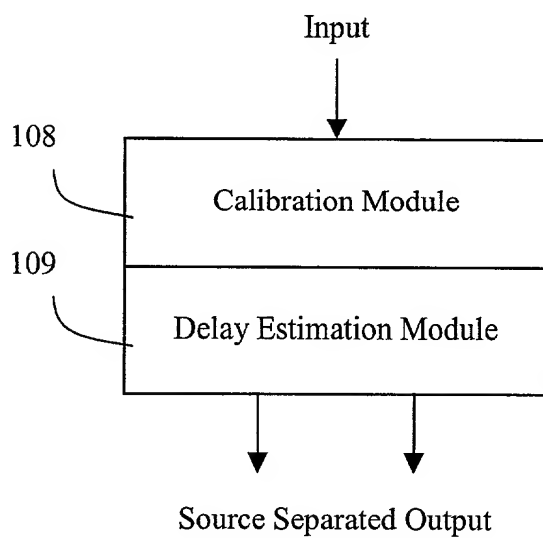 Input
108
Calibration Module
109
Delay Estimation Module
Source Separated Output